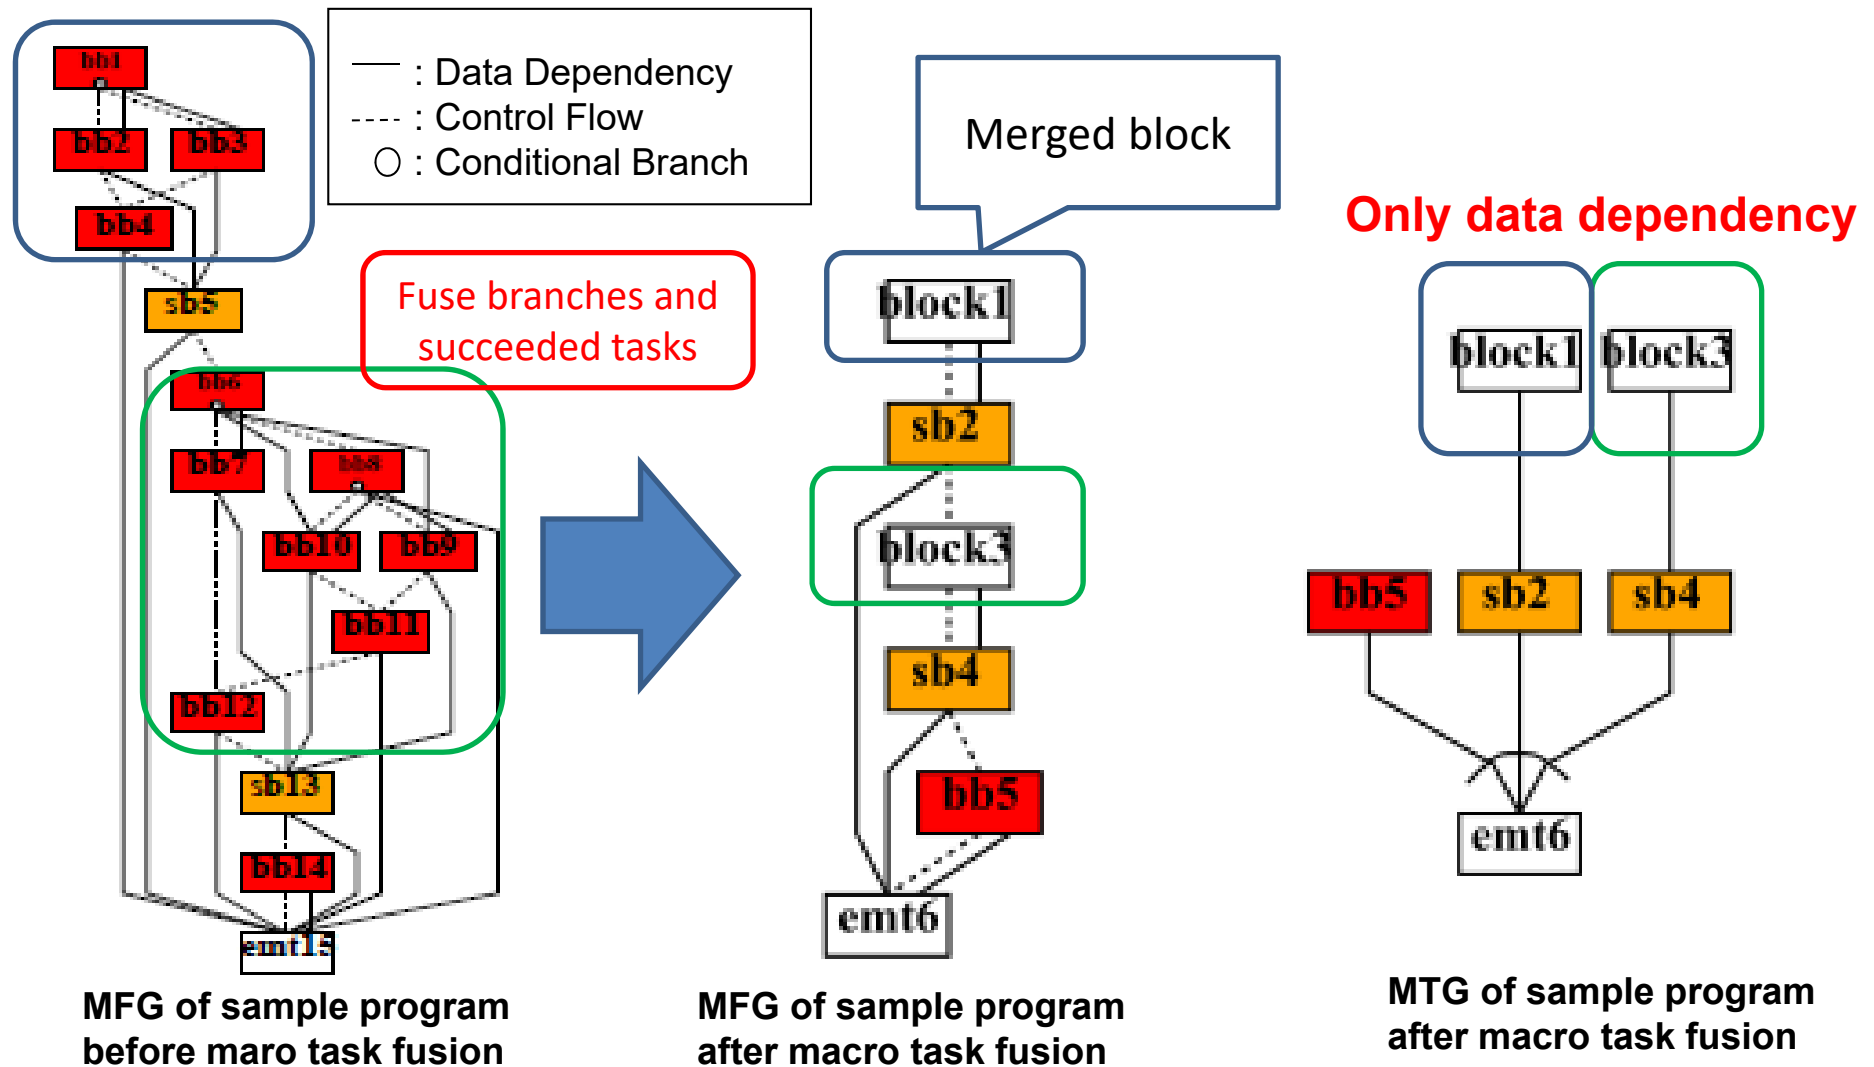 bb1
bb2
bb3
bb4
sb5
bb6
bb7
bb8
bb10
bb9
bb11
bb12
sb13
bb14
emt15
MFG of sample program
before maro task fusion
: Data Dependency
: Control Flow
: Conditional Branch
Fuse branches and
succeeded tasks
Merged block
block1
sb2
block3
sb4
bb5
emt6
MFG of sample program
after macro task fusion
Only data dependency
block1
block3
bb5
sb2
sb4
emt6
MTG of sample program
after macro task fusion